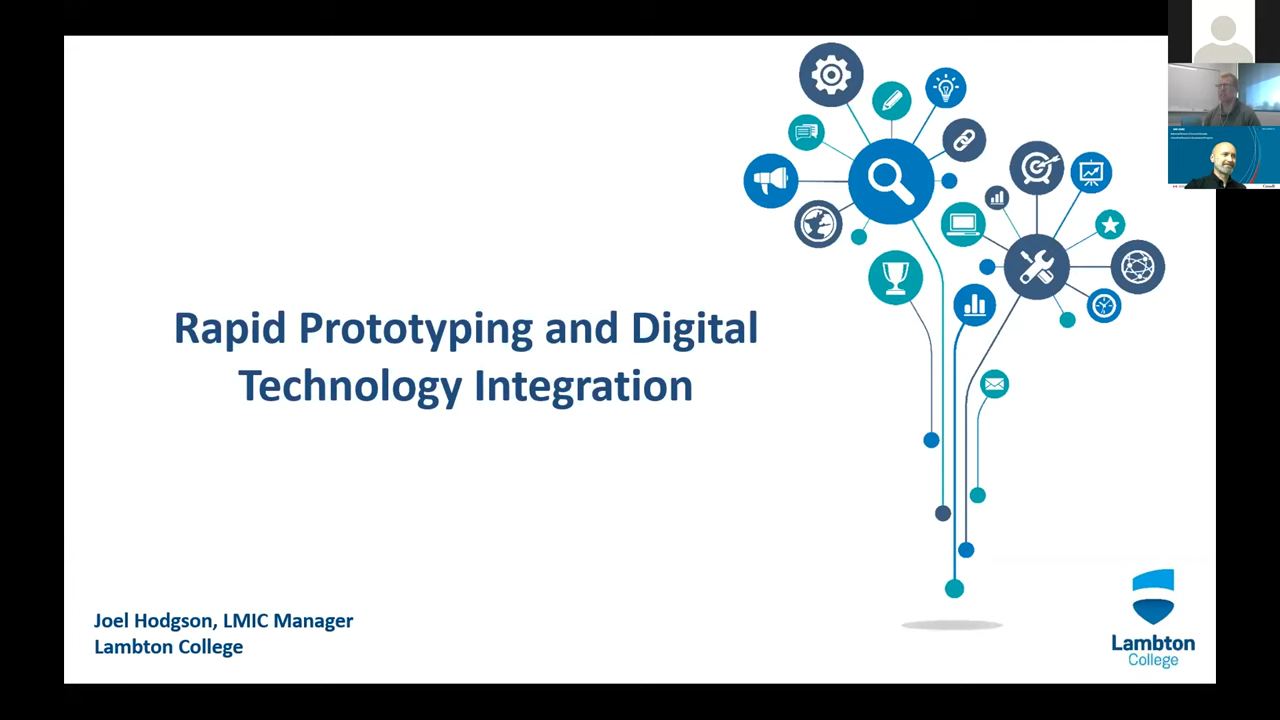 Rapid Prototyping and Digital
Technology Integration
Joel Hodgson, LMIC Manager
Lambton College
Lambton
College